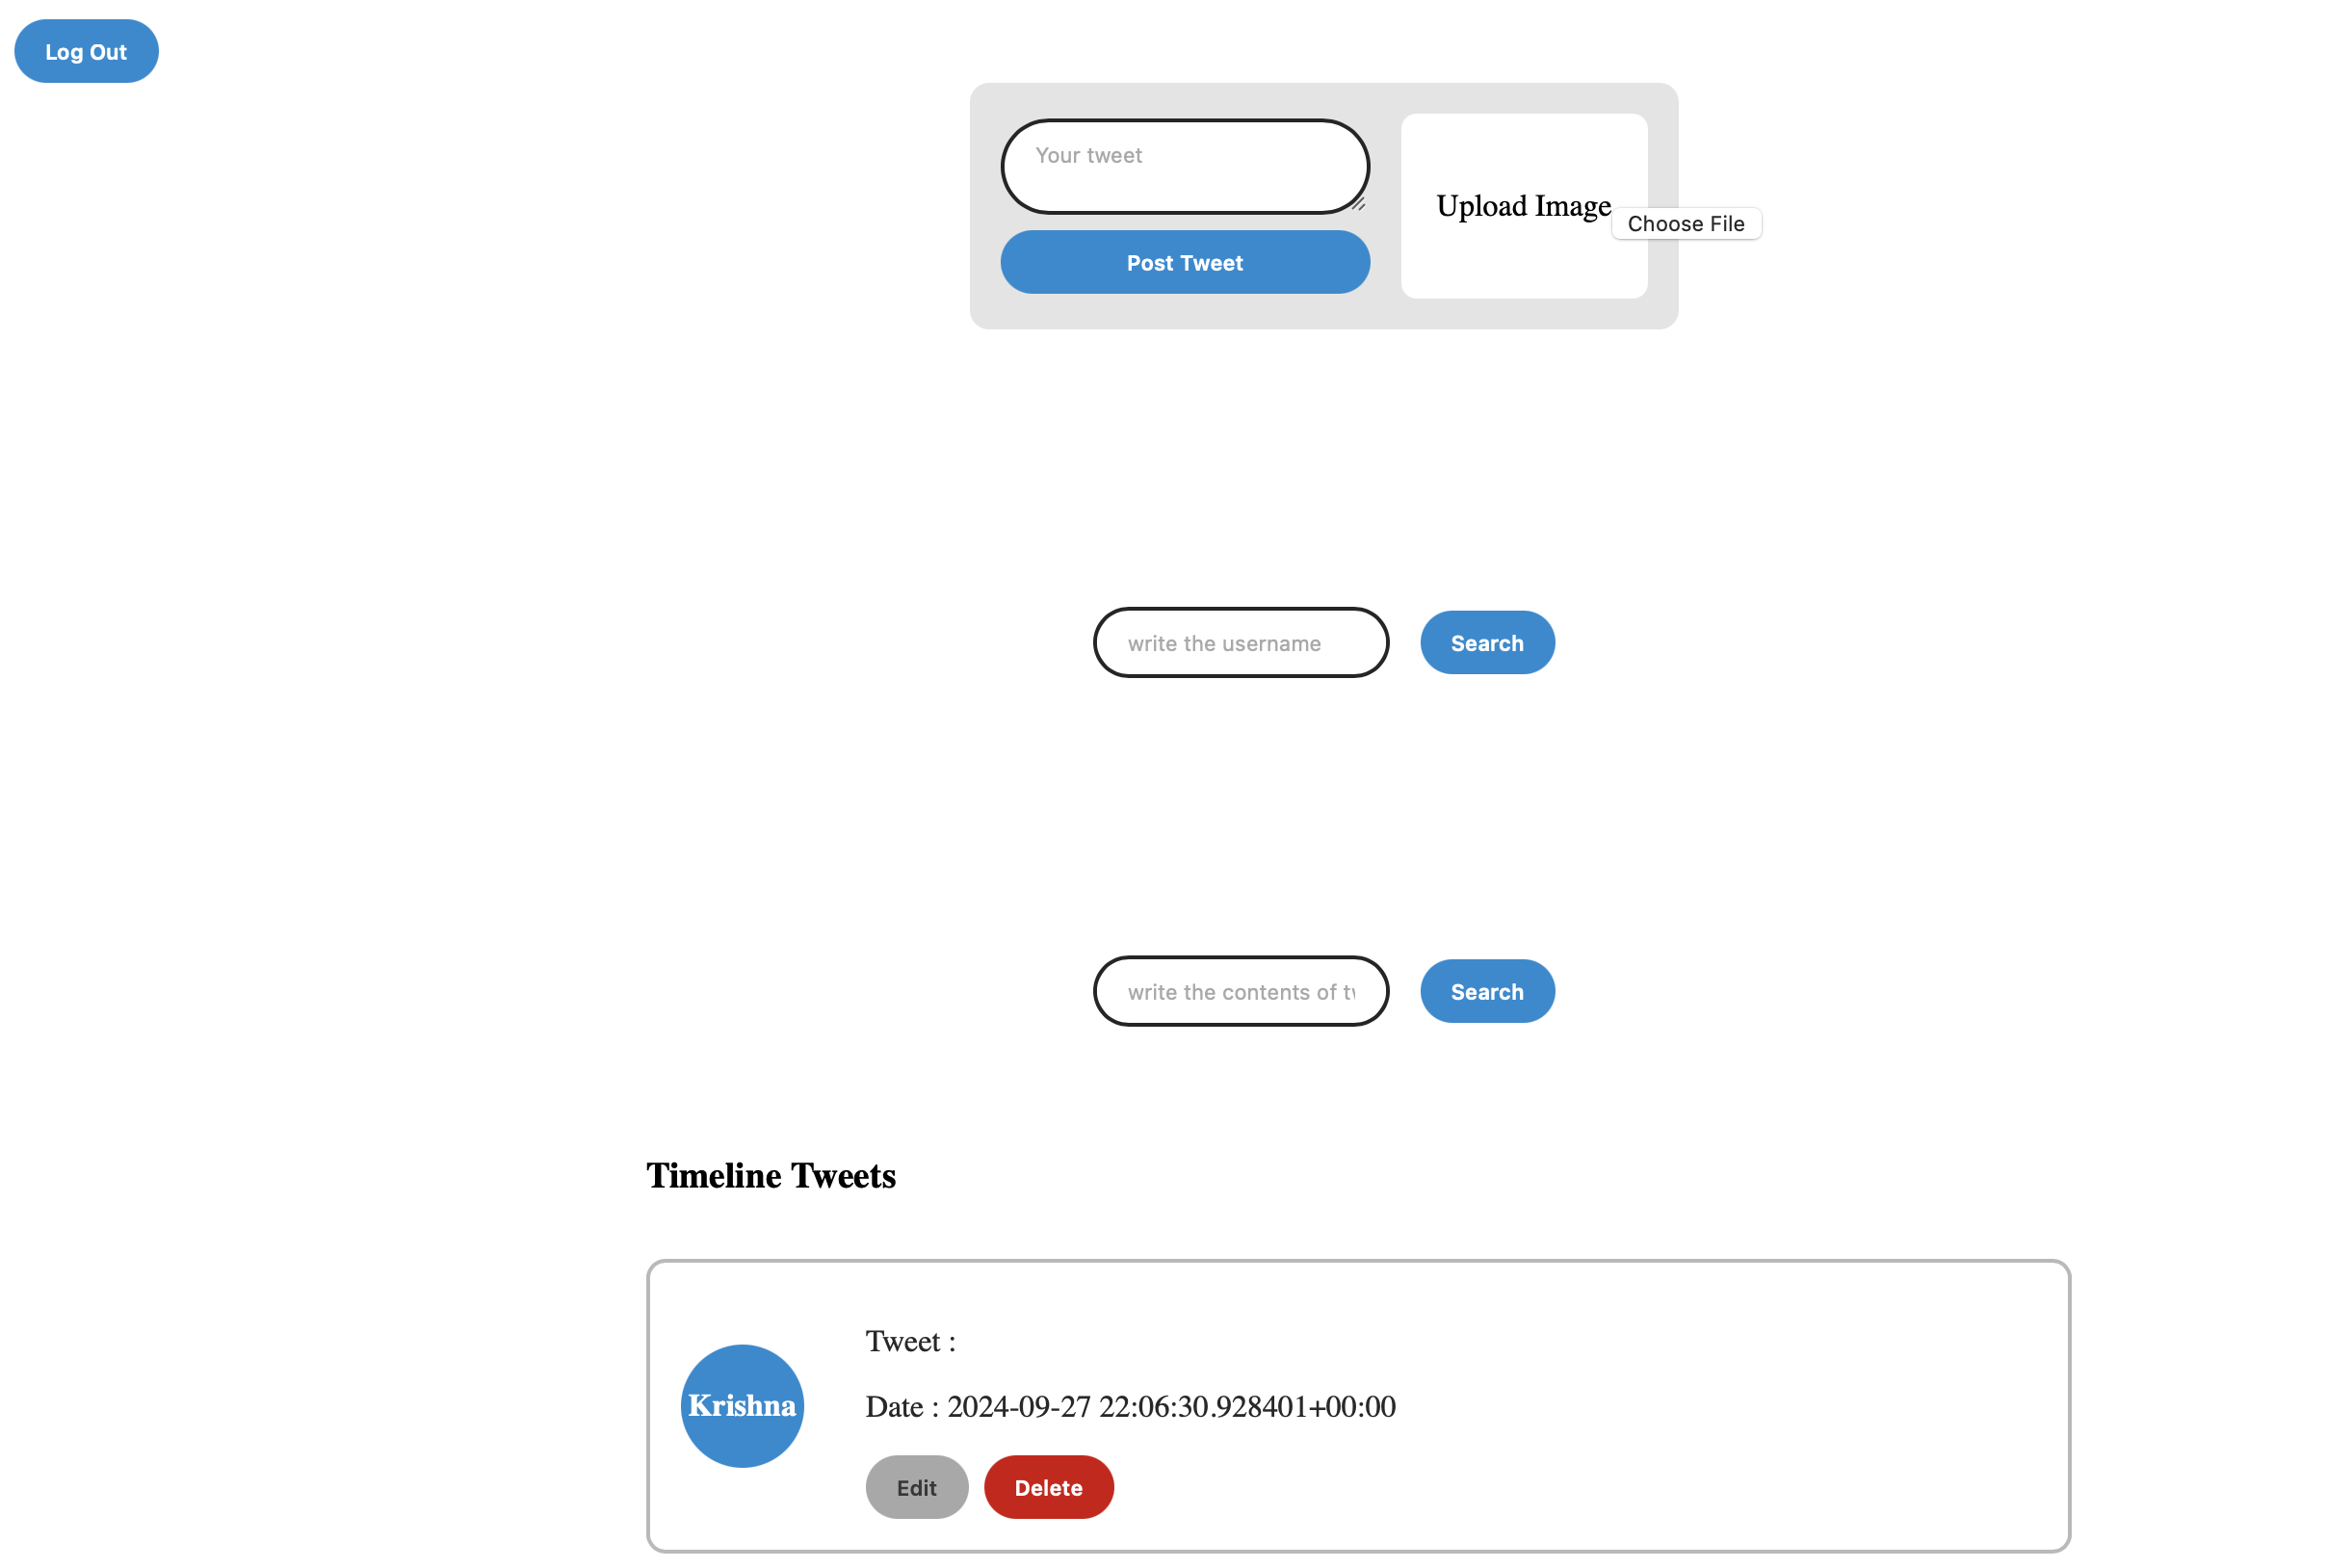 Log Out
Your tweet
Post Tweet
Upload Image
Choose File
write the username
Search
write the contents of
Search
Timeline Tweets
Krishna
Tweet :
Date : 2024-09-27 22:06:30.928401+00:00
Edit
Delete